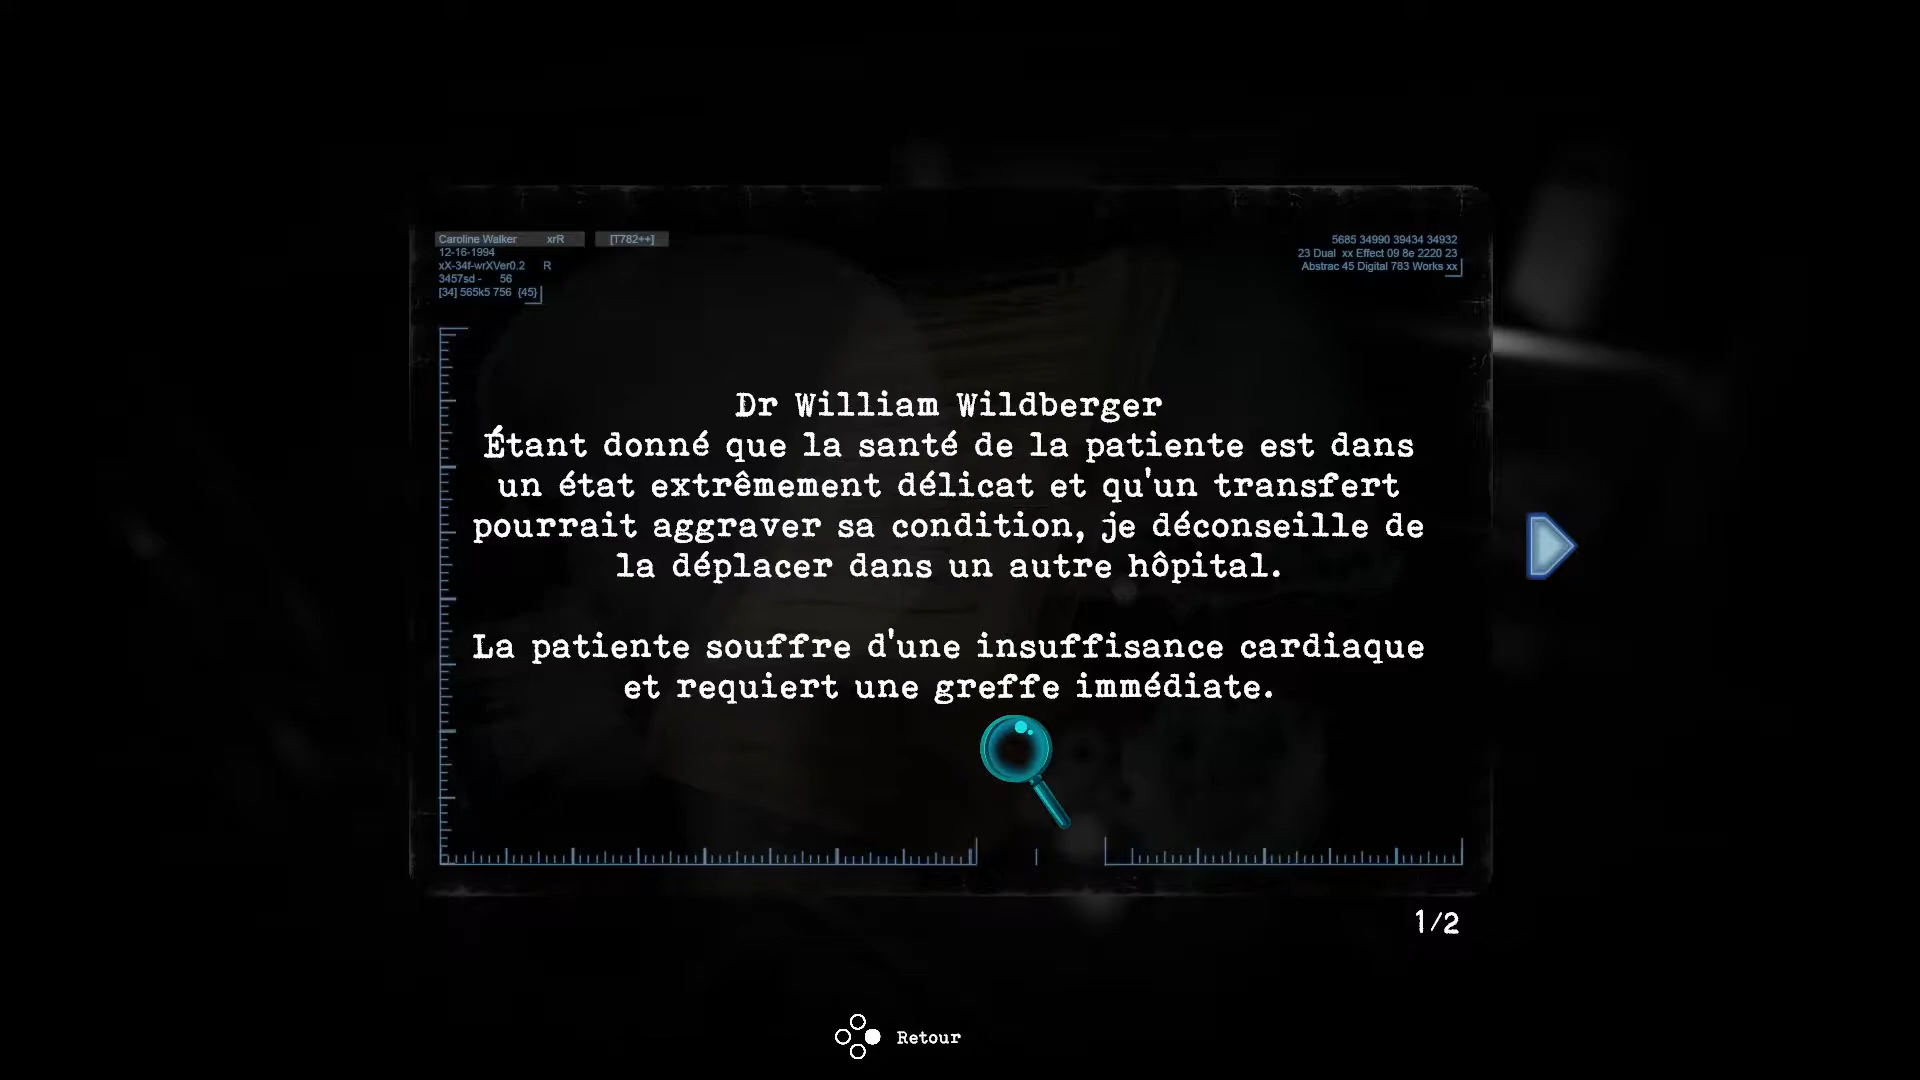 Caroline Walker xrR [T782++]
12-16-1994
xX-34f-wrXVer0.2 R
3457sd - 56
[34] 565k5 756 {45}
5685 34990 39434 34932
23 Dual xx Effect 09 8e 2220 23
Abstrac 45 Digital 783 Works xx
Dr William Wildberger
Étant donné que la santé de la patiente est dans
un état extrêmement délicat et qu'un transfert
pourrait aggraver sa condition, je déconseille de
la déplacer dans un autre hôpital.
La patiente souffre d'une insuffisance cardiaque
et requiert une greffe immédiate.
1/2
Retour